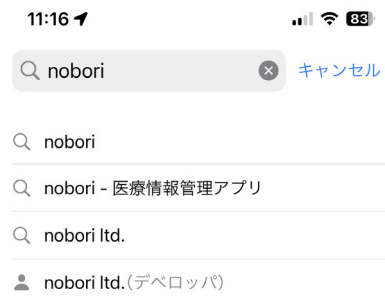 11:16
83
nobori
キャンセル
nobori
nobori - 医療情報管理アプリ
nobori ltd.
nobori ltd.(デベロッパ)